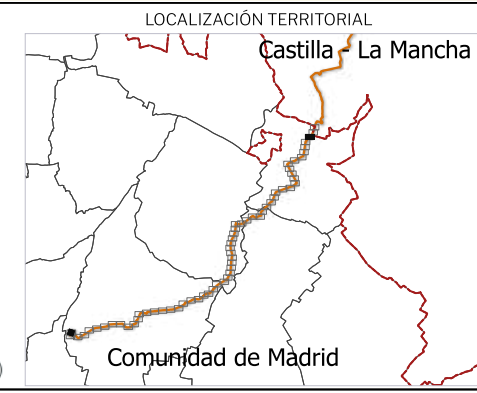 LOCALIZACIÓN TERRITORIAL
Castilla - La Mancha
Comunidad de Madrid